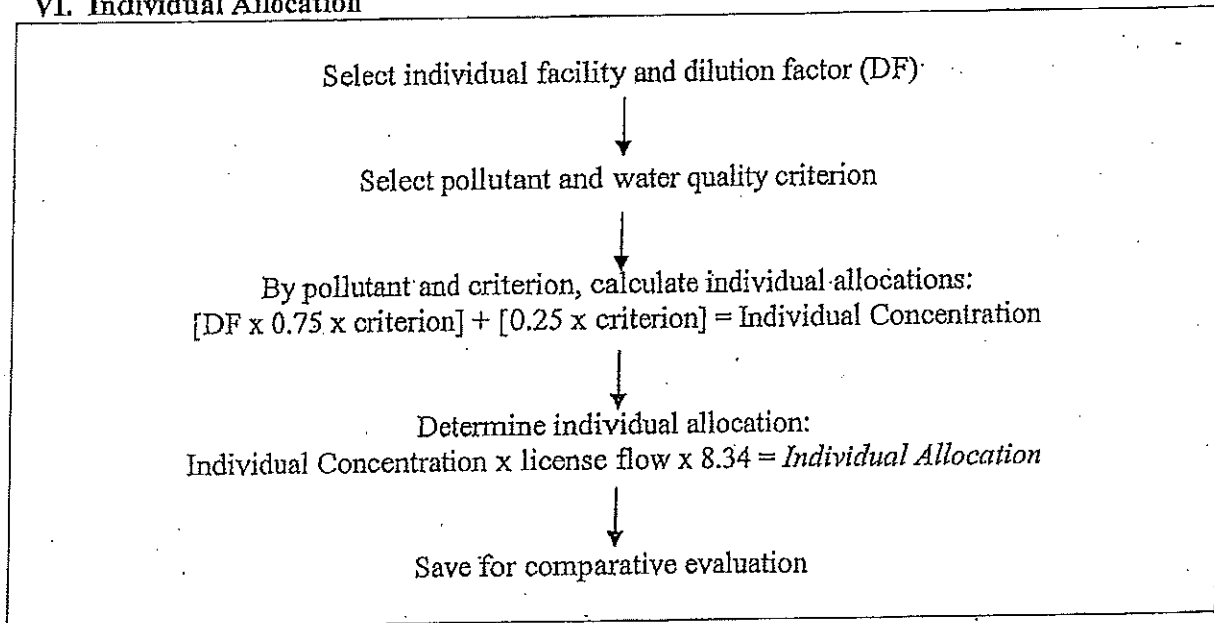 VI. Individual Allocation
Select individual facility and dilution factor (DF)
Select pollutant and water quality criterion
By pollutant and criterion, calculate individual allocations:
[DF x 0.75 x criterion] + [0.25 x criterion] = Individual Concentration
Determine individual allocation:
Individual Concentration x license flow x 8.34 = Individual Allocation
Save for comparative evaluation